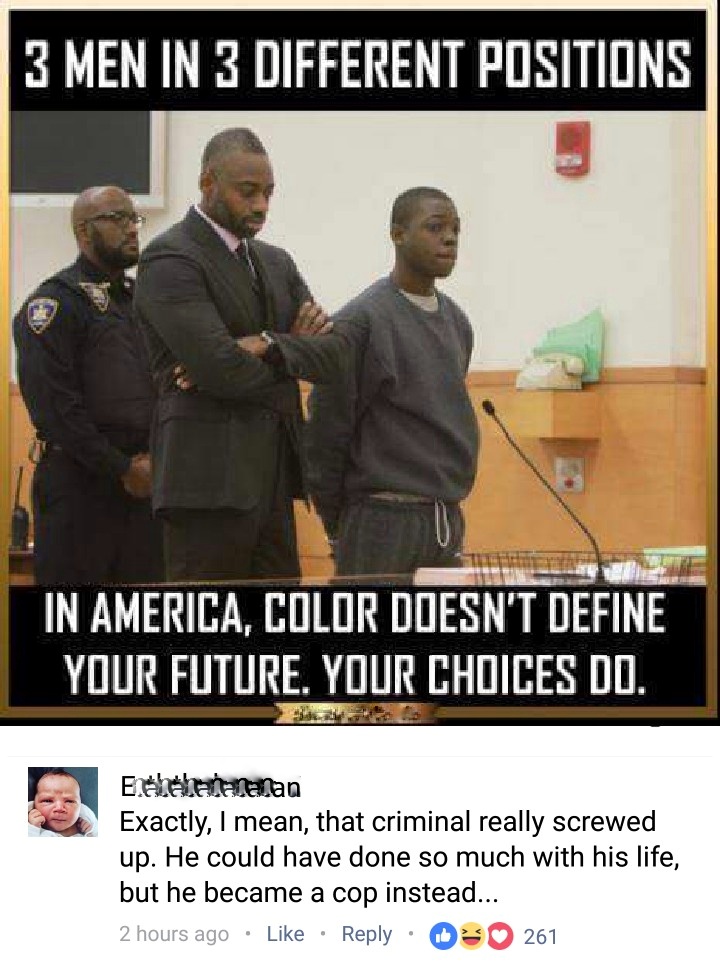 3 MEN IN 3 DIFFERENT POSITIONS
IN AMERICA, COLOR DOESN'T DEFINE
YOUR FUTURE. YOUR CHOICES DO.
Exactly, I mean, that criminal really screwed
up. He could have done so much with his life,
but he became a cop instead...
2 hours ago · Like · Reply · 261